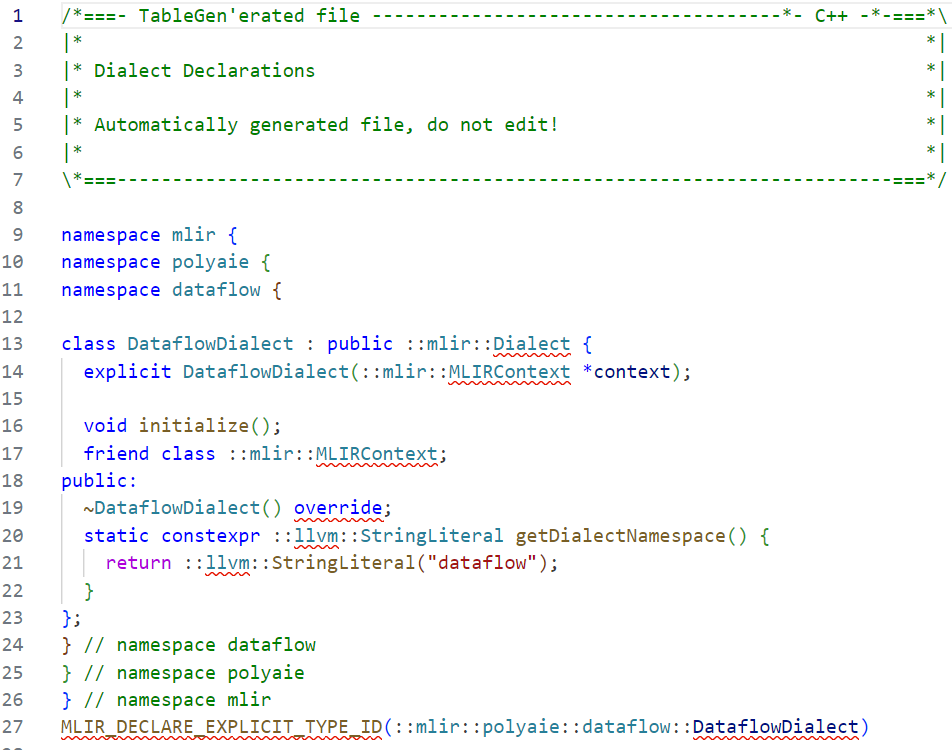 1 /*===- TableGen'erated file -------------------------------------*- C++ -*-===*\
2 |*                                                                            *|
3 |* Dialect Declarations                                                       *|
4 |*                                                                            *|
5 |* Automatically generated file, do not edit!                                 *|
6 |*                                                                            *|
7 \*===----------------------------------------------------------------------===*/
8
9 namespace mlir {
10 namespace polyaie {
11 namespace dataflow {
12
13 class DataflowDialect : public ::mlir::Dialect {
14   explicit DataflowDialect(::mlir::MLIRContext *context);
15
16   void initialize();
17   friend class ::mlir::MLIRContext;
18 public:
19   ~DataflowDialect() override;
20   static constexpr ::llvm::StringLiteral getDialectNamespace() {
21     return ::llvm::StringLiteral("dataflow");
22   }
23 };
24 } // namespace dataflow
25 } // namespace polyaie
26 } // namespace mlir
27 MLIR_DECLARE_EXPLICIT_TYPE_ID(::mlir::polyaie::dataflow::DataflowDialect)